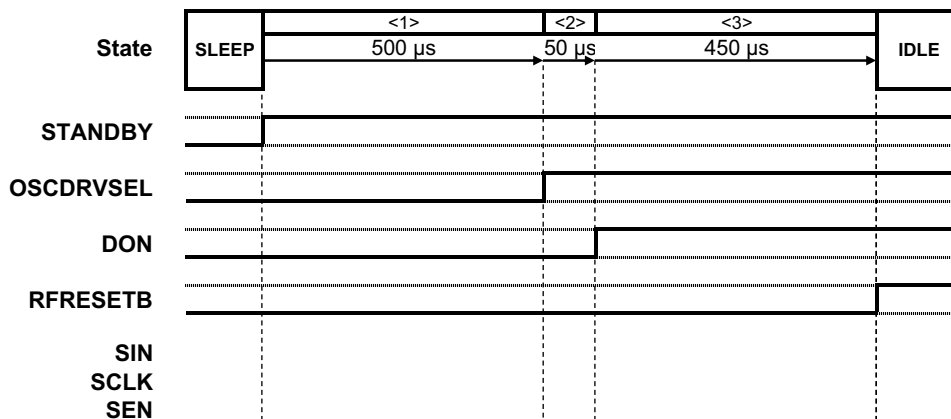 <1> <2> <3>
State SLEEP 500 µs 50 µs 450 µs IDLE
STANDBY
OSCDRVSEL
DON
RFRESETB
SIN
SCLK
SEN